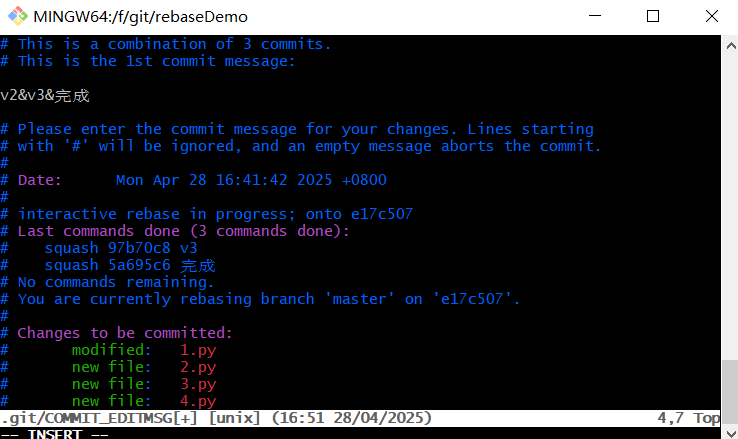 MINGW64:/f/git/rebaseDemo
# This is a combination of 3 commits.
# This is the 1st commit message:
v2&v3&完成
# Please enter the commit message for your changes. Lines starting
# with '#' will be ignored, and an empty message aborts the commit.
#
# Date:      Mon Apr 28 16:41:42 2025 +0800
#
# interactive rebase in progress; onto e17c507
# Last commands done (3 commands done):
#    squash 97b70c8 v3
#    squash 5a695c6 完成
# No commands remaining.
# You are currently rebasing branch 'master' on 'e17c507'.
#
# Changes to be committed:
#       modified:   1.py
#       new file:   2.py
#       new file:   3.py
#       new file:   4.py
.git/COMMIT_EDITMSG[+] [unix] (16:51 28/04/2025) 4,7 Top
-- INSERT --